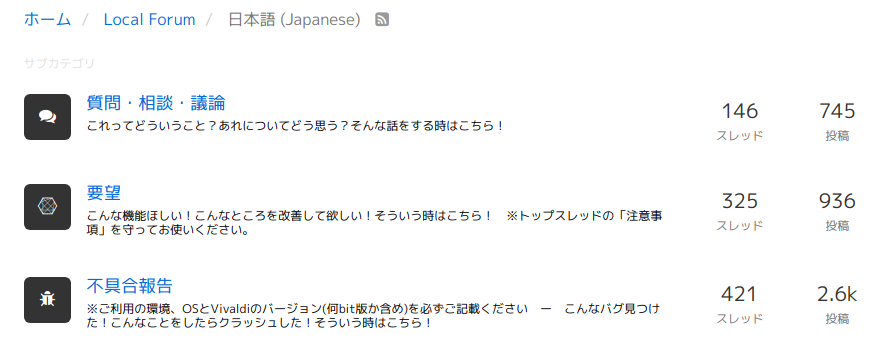 ホーム / Local Forum / 日本語 (Japanese)
サブカテゴリ
質問・相談・議論
これってどういうこと？あれについてどう思う？そんな話をする時はこちら！
146
スレッド
745
投稿
要望
こんな機能ほしい！こんなところを改善して欲しい！そういう時はこちら！　※トップスレッドの「注意事
項」を守ってお使いください。
325
スレッド
936
投稿
不具合報告
※ご利用の環境、OSとVivaldiのバージョン(何bit版か含め)を必ずご記載ください　ー　こんなバグ見つけ
た！こんなことをしたらクラッシュした！そういう時はこちら！
421
スレッド
2.6k
投稿